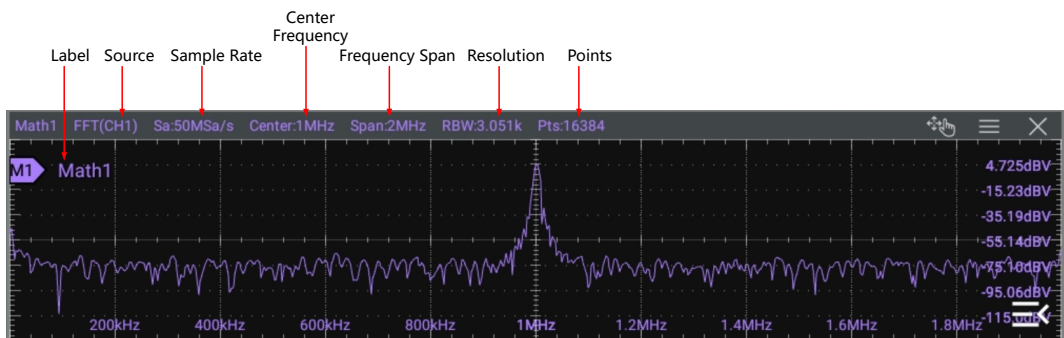 Center
Frequency
Label Source Sample Rate Frequency Span Resolution Points
Math1 FFT(CH1) Sa:50MSa/s Center:1MHz Span:2MHz RBW:3.051k Pts:16384
M1 Math1
4.725dBV
-15.23dBV
-35.19dBV
-55.14dBV
-75.10dBV
-95.06dBV
200kHz 400kHz 600kHz 800kHz 1MHz 1.2MHz 1.4MHz 1.6MHz 1.8MHz